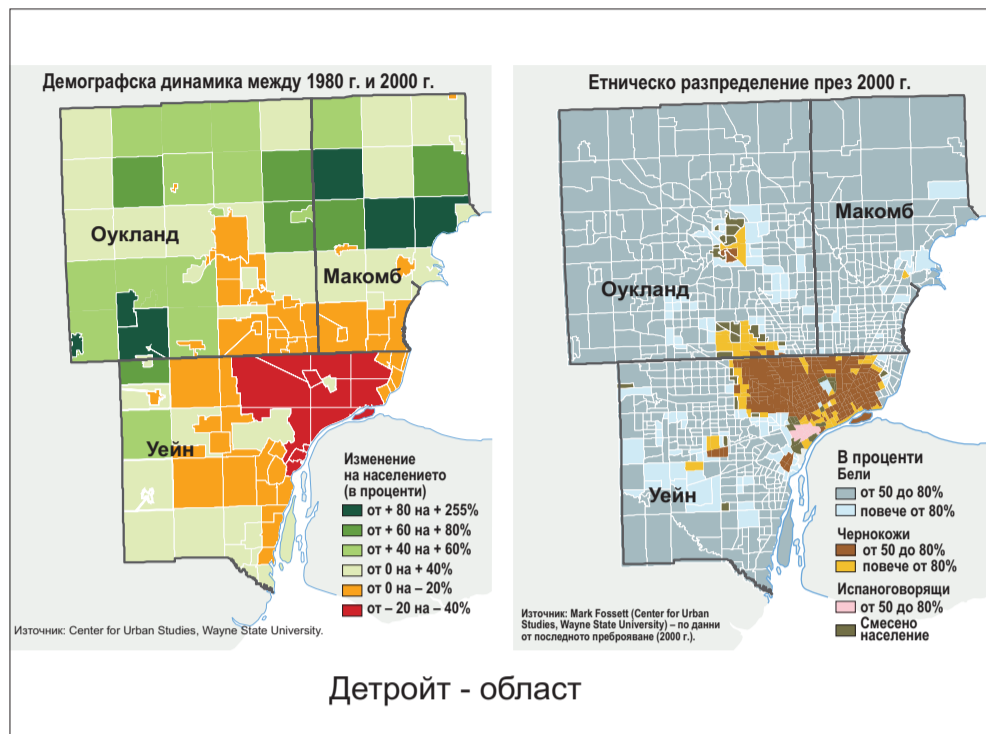 Демографска динамика между 1980 г. и 2000 г.
Оукланд
Макомб
Уейн
Изменение
на населението
(в проценти)
от + 80 на + 255%
от + 60 на + 80%
от + 40 на + 60%
от 0 на + 40%
от 0 на – 20%
от – 20 на – 40%
Източник: Center for Urban Studies, Wayne State University.
Етническо разпределение през 2000 г.
Макомб
Оукланд
Уейн
В проценти
Бели
от 50 до 80%
повече от 80%
Чернокожи
от 50 до 80%
повече от 80%
Испаноговорящи
от 50 до 80%
Смесено
население
Източник: Mark Fossett (Center for Urban
Studies, Wayne State University) – по данни
от последното преброяване (2000 г.).
Детройт - област